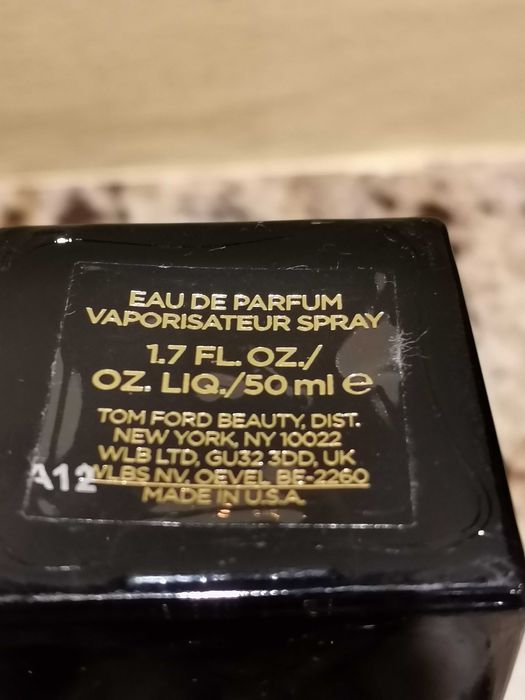 EAU DE PARFUM
VAPORISATEUR SPRAY
1.7 FL. OZ./
OZ. LIQ./50 ml ℮
TOM FORD BEAUTY, DIST.
NEW YORK, NY 10022
WLB LTD, GU32 3DD, UK
A12
WLBS NV, OEVEL BE-2260
MADE IN U.S.A.